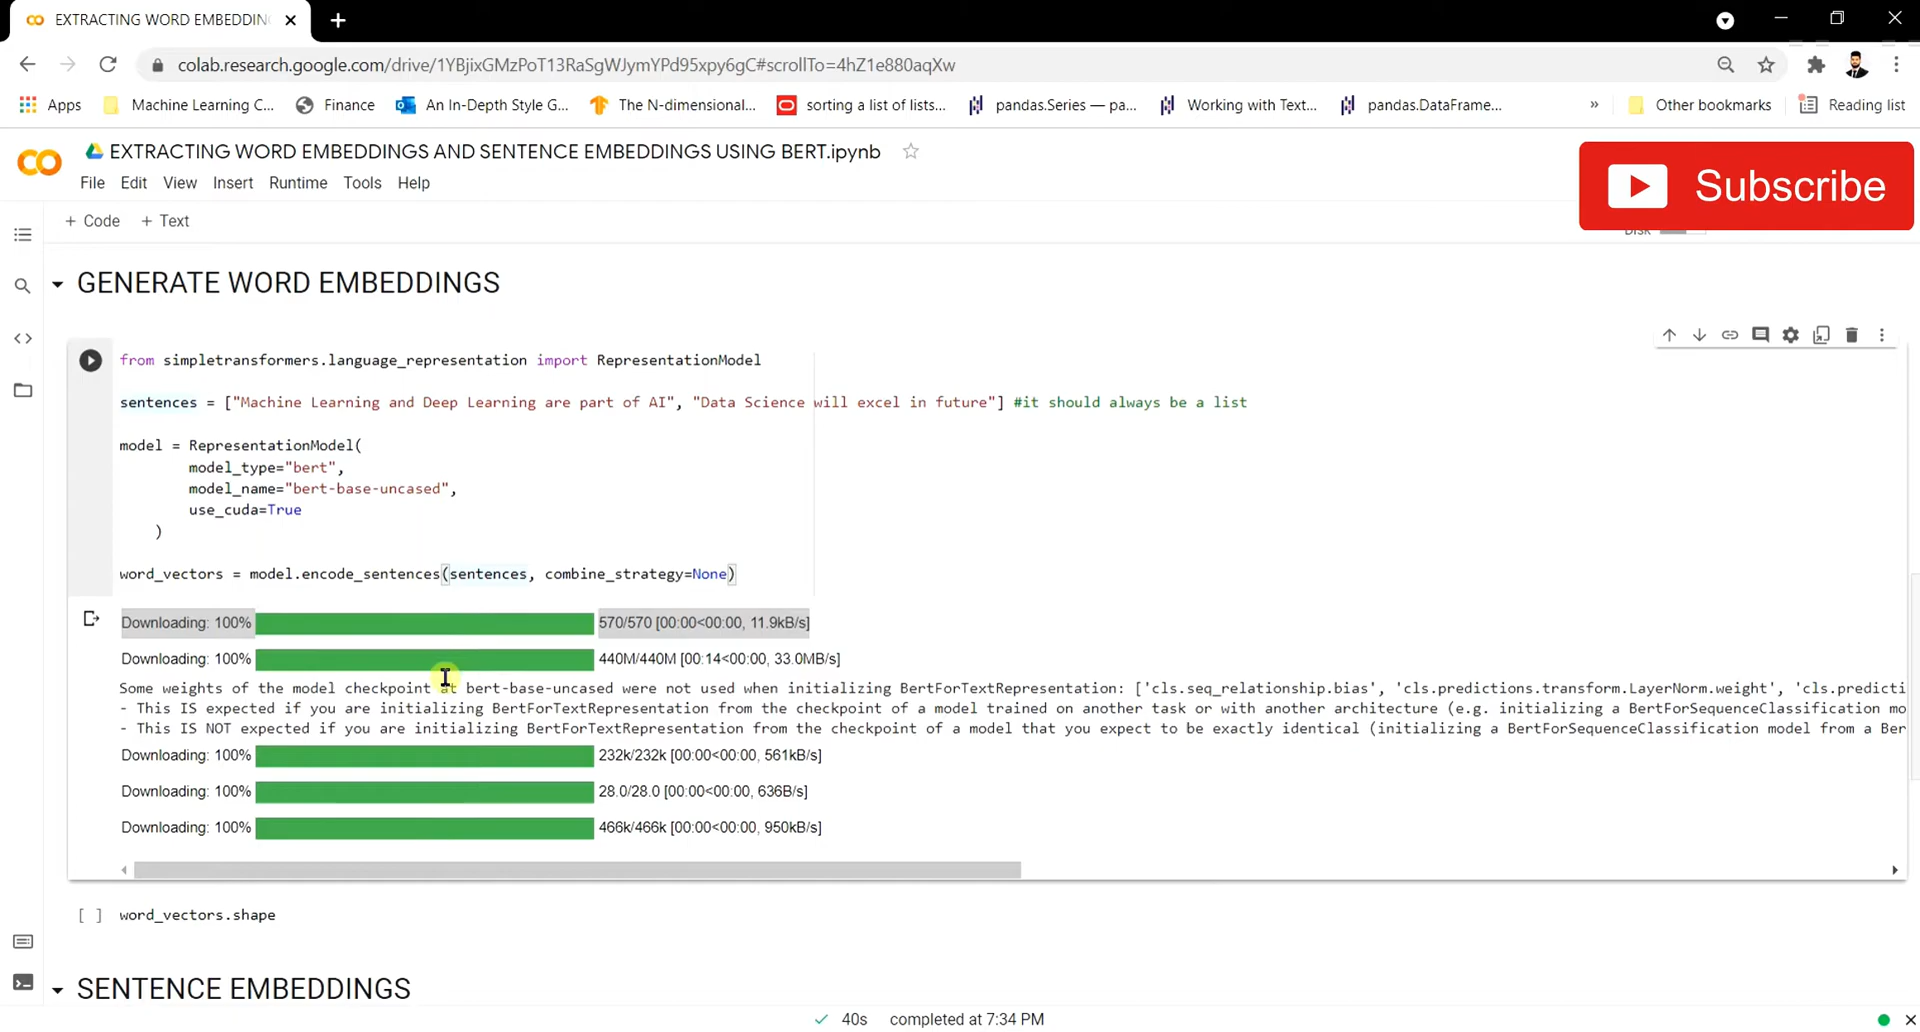 EXTRACTING WORD EMBEDDIN
colab.research.google.com/drive/1YBjixGMzPoT13RaSgWJymYPd95xpy6gC#scrollTo=4hZ1e880aqXw
Apps Machine Learning C... Finance An In-Depth Style G... The N-dimensional... sorting a list of lists... pandas.Series — pa... Working with Text... pandas.DataFrame... » Other bookmarks Reading list
EXTRACTING WORD EMBEDDINGS AND SENTENCE EMBEDDINGS USING BERT.ipynb
Subscribe
File Edit View Insert Runtime Tools Help
+ Code + Text
Disk
GENERATE WORD EMBEDDINGS
from simpletransformers.language_representation import RepresentationModel
sentences = ["Machine Learning and Deep Learning are part of AI", "Data Science will excel in future"] #it should always be a list
model = RepresentationModel(
model_type="bert",
model_name="bert-base-uncased",
use_cuda=True
)
word_vectors = model.encode_sentences(sentences, combine_strategy=None)
Downloading: 100% 570/570 [00:00<00:00, 11.9kB/s]
Downloading: 100% 440M/440M [00:14<00:00, 33.0MB/s]
Some weights of the model checkpoint at bert-base-uncased were not used when initializing BertForTextRepresentation: ['cls.seq_relationship.bias', 'cls.predictions.transform.LayerNorm.weight', 'cls.predicti
- This IS expected if you are initializing BertForTextRepresentation from the checkpoint of a model trained on another task or with another architecture (e.g. initializing a BertForSequenceClassification mo
- This IS NOT expected if you are initializing BertForTextRepresentation from the checkpoint of a model that you expect to be exactly identical (initializing a BertForSequenceClassification model from a Ber
Downloading: 100% 232k/232k [00:00<00:00, 561kB/s]
Downloading: 100% 28.0/28.0 [00:00<00:00, 636B/s]
Downloading: 100% 466k/466k [00:00<00:00, 950kB/s]
[ ] word_vectors.shape
SENTENCE EMBEDDINGS
40s completed at 7:34 PM